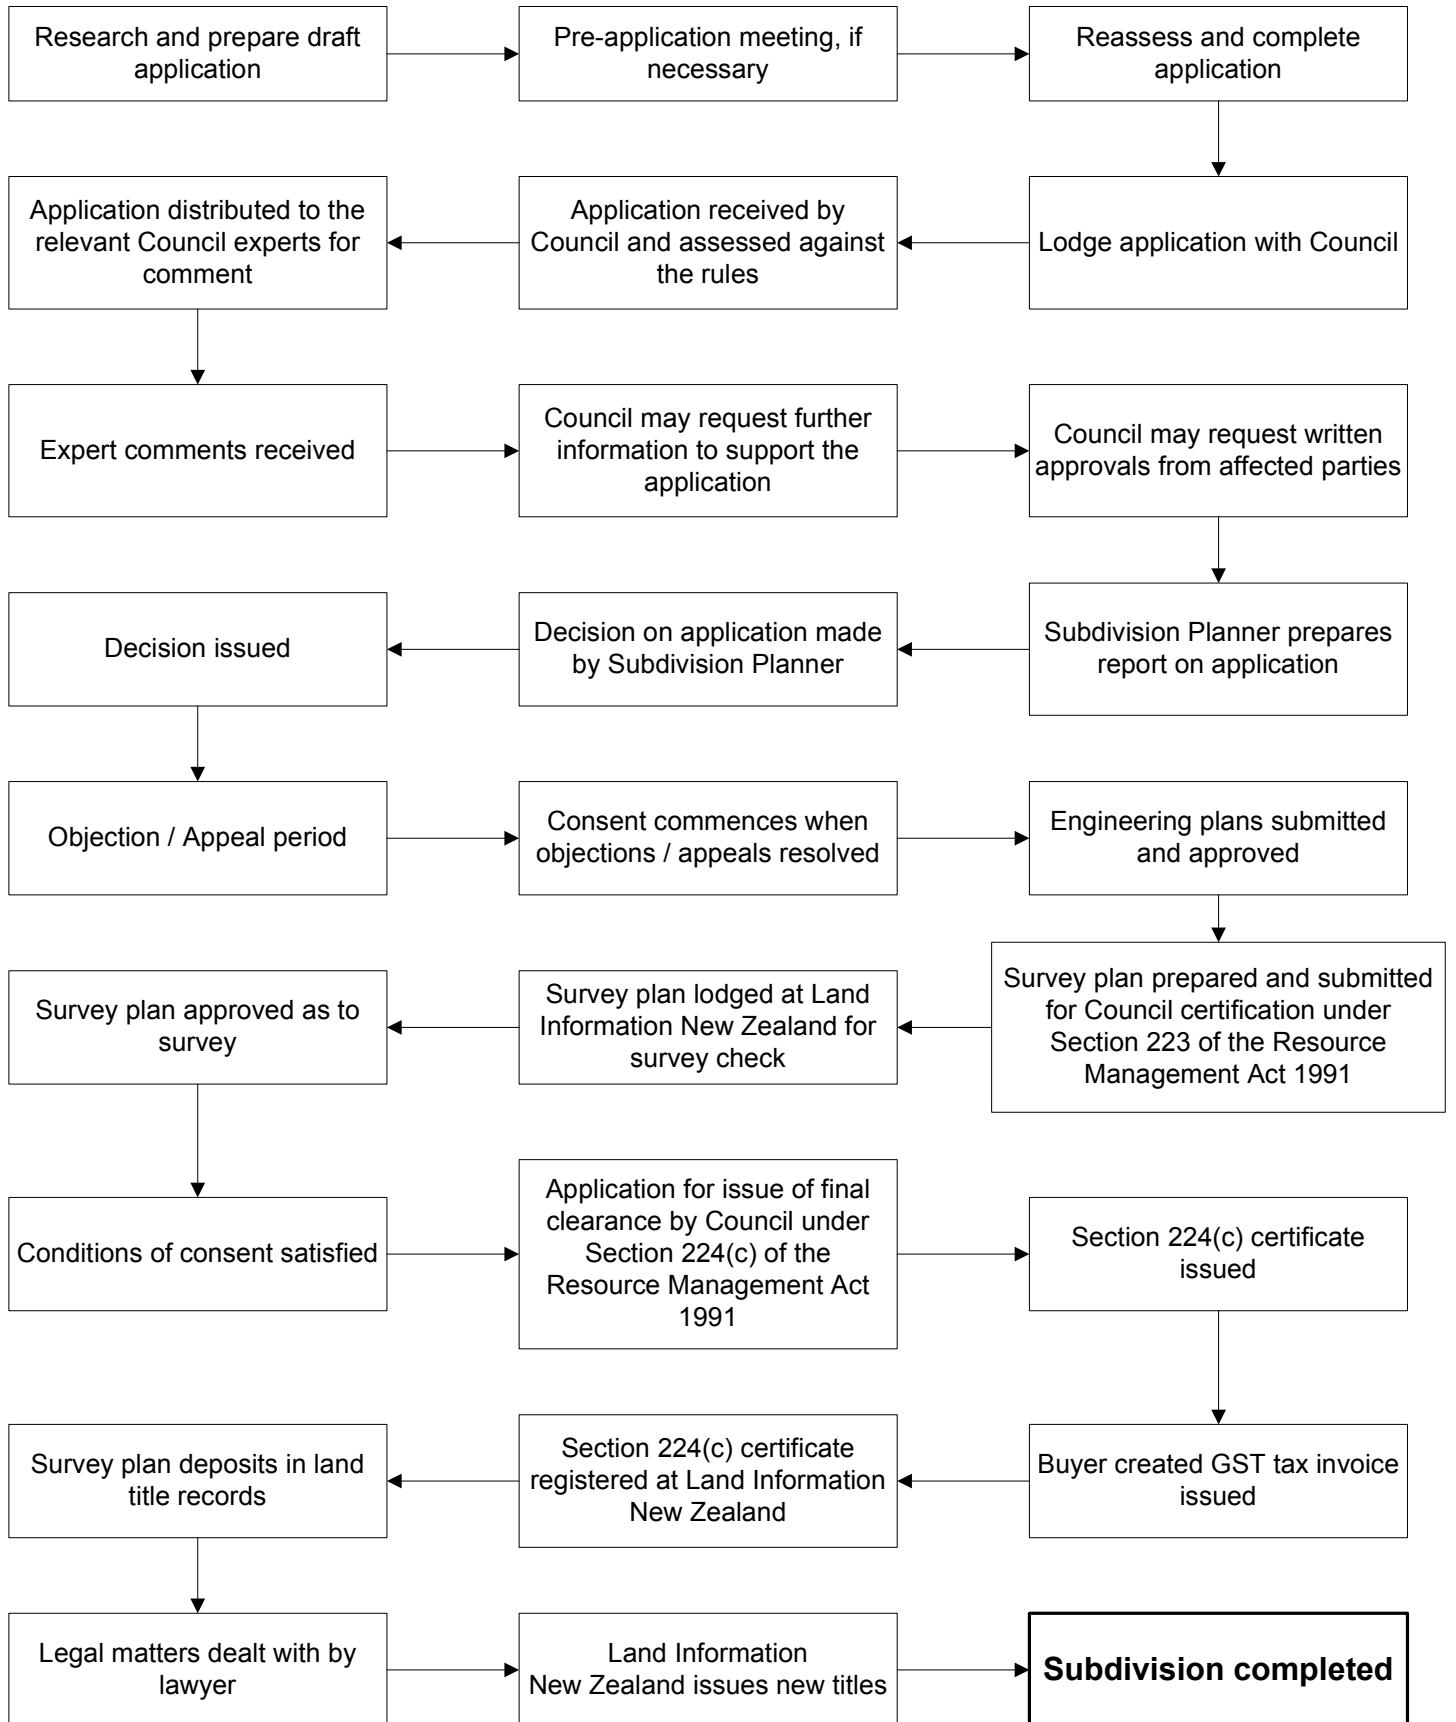 Research and prepare draft
application
Pre-application meeting, if
necessary
Reassess and complete
application
Lodge application with Council
Application received by
Council and assessed against
the rules
Application distributed to the
relevant Council experts for
comment
Expert comments received
Council may request further
information to support the
application
Council may request written
approvals from affected parties
Subdivision Planner prepares
report on application
Decision on application made
by Subdivision Planner
Decision issued
Objection / Appeal period
Consent commences when
objections / appeals resolved
Engineering plans submitted
and approved
Survey plan prepared and submitted
for Council certification under
Section 223 of the Resource
Management Act 1991
Survey plan lodged at Land
Information New Zealand for
survey check
Survey plan approved as to
survey
Conditions of consent satisfied
Application for issue of final
clearance by Council under
Section 224(c) of the
Resource Management Act
1991
Section 224(c) certificate
issued
Buyer created GST tax invoice
issued
Section 224(c) certificate
registered at Land Information
New Zealand
Survey plan deposits in land
title records
Legal matters dealt with by
lawyer
Land Information
New Zealand issues new titles
Subdivision completed